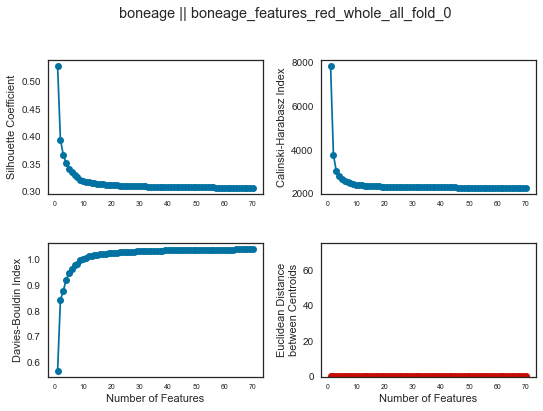 boneage || boneage_features_red_whole_all_fold_0
Silhouette Coefficient
0.50
0.45
0.40
0.35
0.30
0 10 20 30 40 50 60 70
Calinski-Harabasz Index
8000
6000
4000
2000
0 10 20 30 40 50 60 70
Davies-Bouldin Index
1.0
0.9
0.8
0.7
0.6
0 10 20 30 40 50 60 70
Number of Features
Euclidean Distance
between Centroids
60
40
20
0
0 10 20 30 40 50 60 70
Number of Features